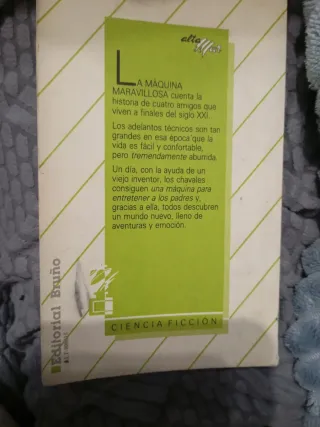 alta mar
LA MÁQUINA
MARAVILLOSA cuenta la
historia de cuatro amigos que
viven a finales del siglo XXI.
Los adelantos técnicos son tan
grandes en esa época que la
vida es fácil y confortable,
pero tremendamente aburrida.
Un día, con la ayuda de un
viejo inventor, los chavales
consiguen una máquina para
entretener a los padres y,
gracias a ella, todos descubren
un mundo nuevo, lleno de
aventuras y emoción.
CIENCIA FICCIÓN
Editorial Bruño